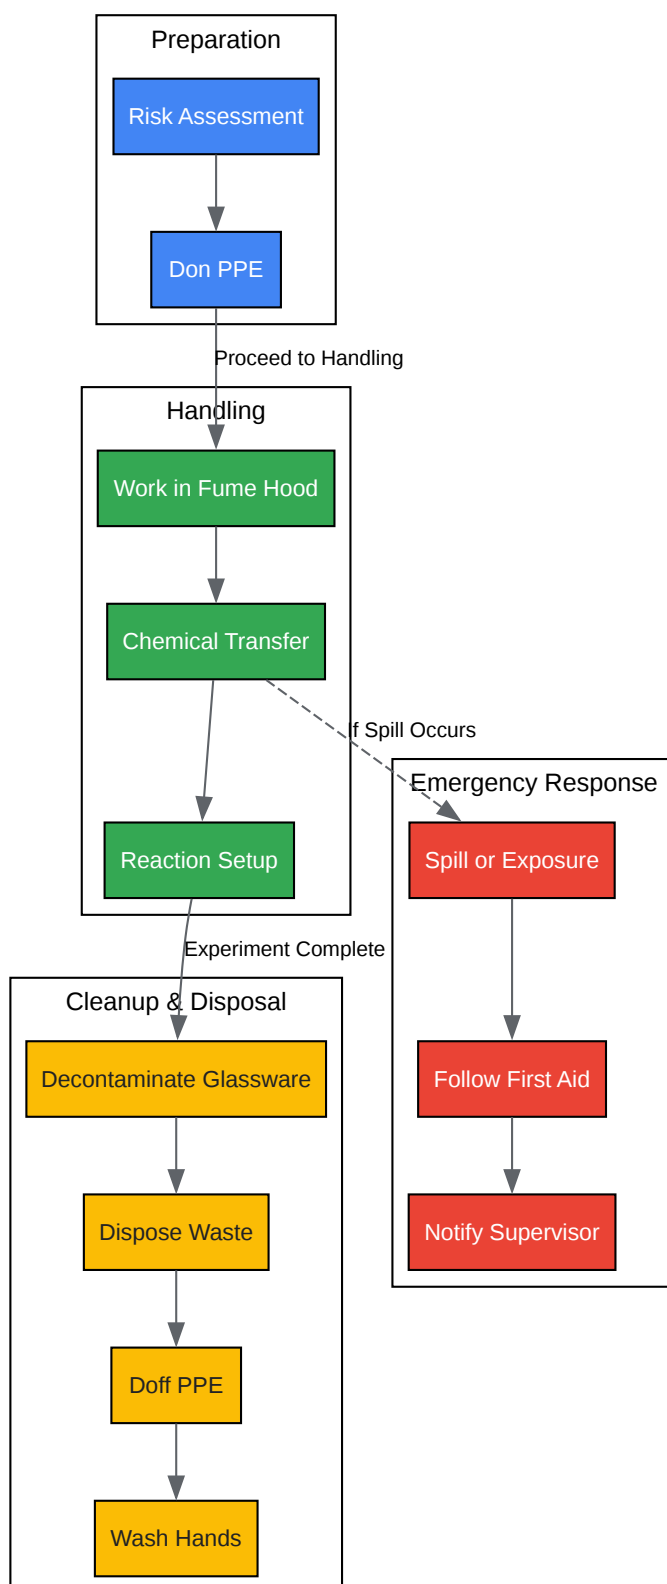 Preparation
Risk Assessment
Don PPE
Proceed to Handling
Handling
Work in Fume Hood
Chemical Transfer
If Spill Occurs
Emergency Response
Spill or Exposure
Reaction Setup
Experiment Complete
Cleanup & Disposal
Decontaminate Glassware
Follow First Aid
Dispose Waste
Notify Supervisor
Doff PPE
Wash Hands